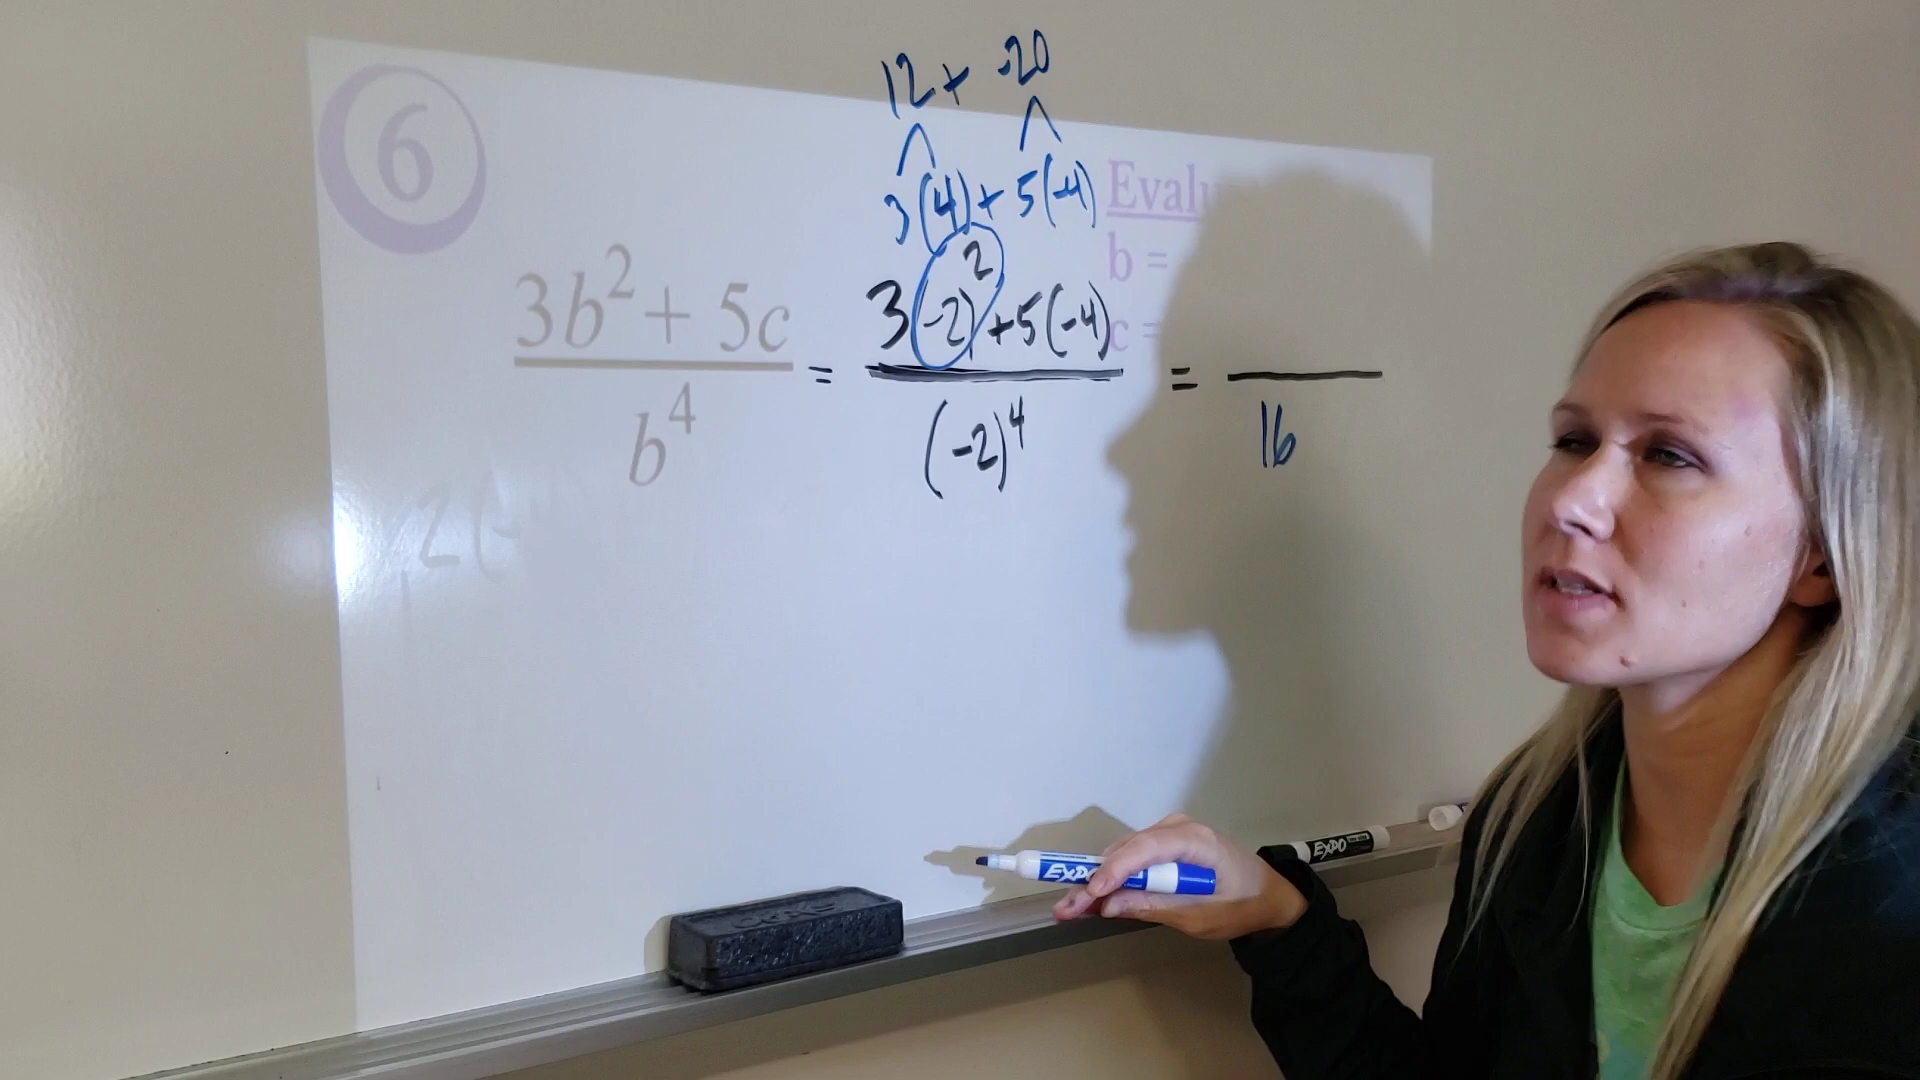 6
12 + -20
3(4) + 5(-4)
b =
c =
3b² + 5c / b⁴ = 3(-2)² + 5(-4) / (-2)⁴ = / 16
EXPO
EXPO